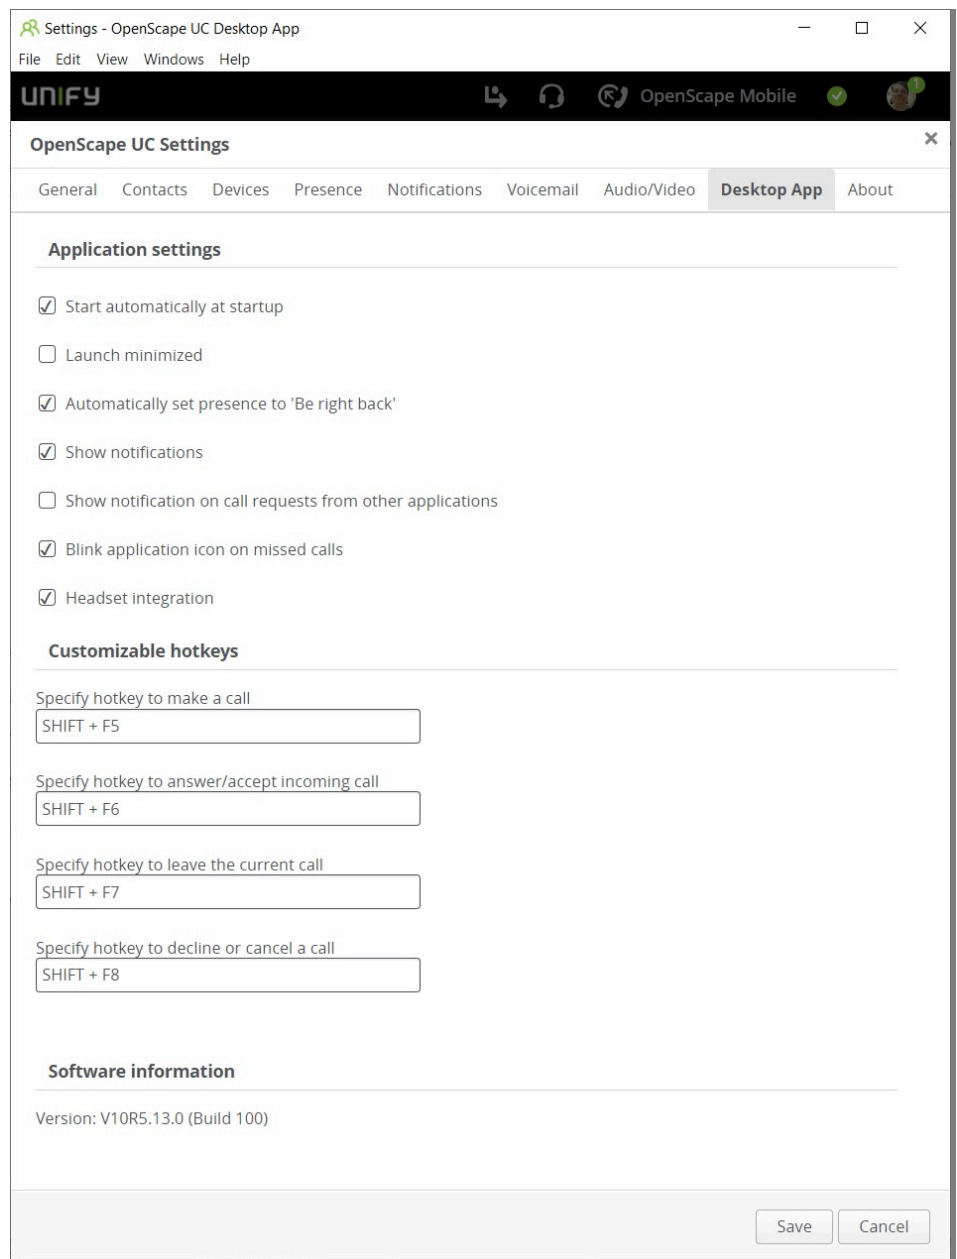 Settings - OpenScape UC Desktop App
File Edit View Windows Help
UNIFY OpenScape Mobile 1
OpenScape UC Settings
General Contacts Devices Presence Notifications Voicemail Audio/Video Desktop App About
Application settings
Start automatically at startup
Launch minimized
Automatically set presence to 'Be right back'
Show notifications
Show notification on call requests from other applications
Blink application icon on missed calls
Headset integration
Customizable hotkeys
Specify hotkey to make a call
SHIFT + F5
Specify hotkey to answer/accept incoming call
SHIFT + F6
Specify hotkey to leave the current call
SHIFT + F7
Specify hotkey to decline or cancel a call
SHIFT + F8
Software information
Version: V10R5.13.0 (Build 100)
Save Cancel